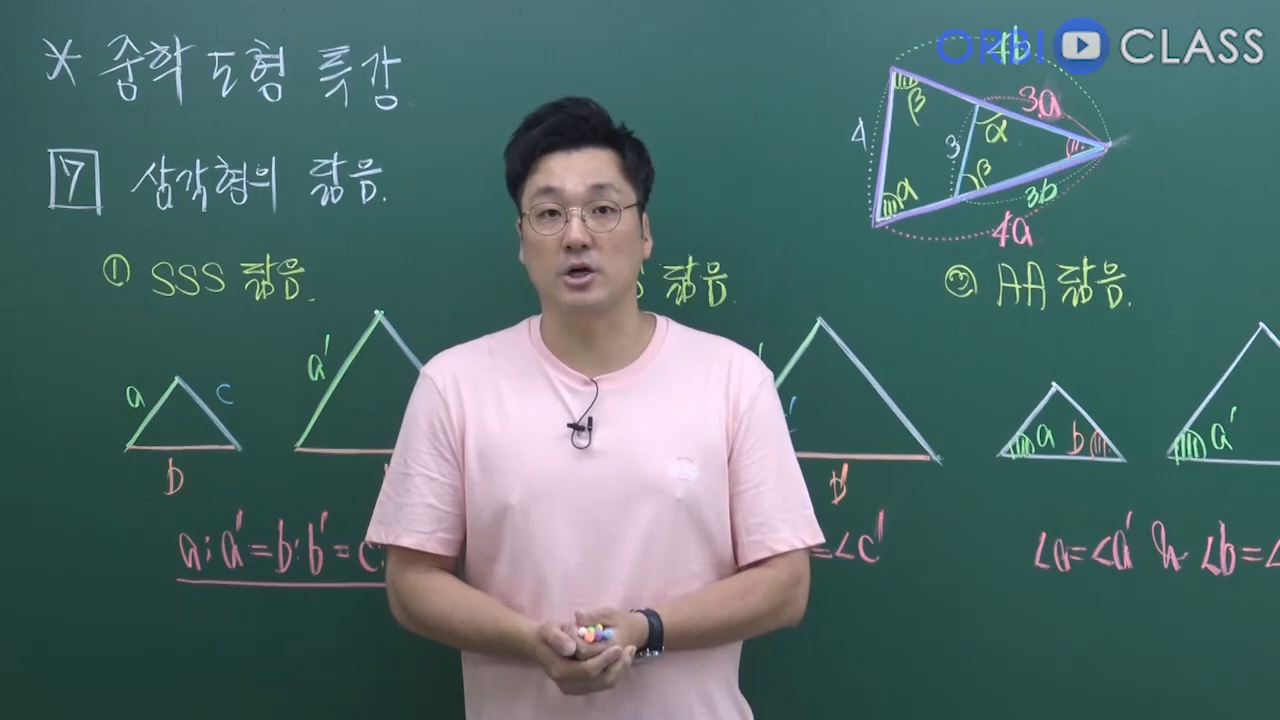 ORBI CLASS
* 중학 도형 특강
7 삼각형의 닮음.
4b
3a
β
α
4
3
β
α
3b
4a
① SSS 닮음.
S 닮음.
③ AA 닮음.
a c
b
a'
b'
a b
a'
a:a'=b:b'=c:
=∠c'
∠a=∠a' & ∠b=∠